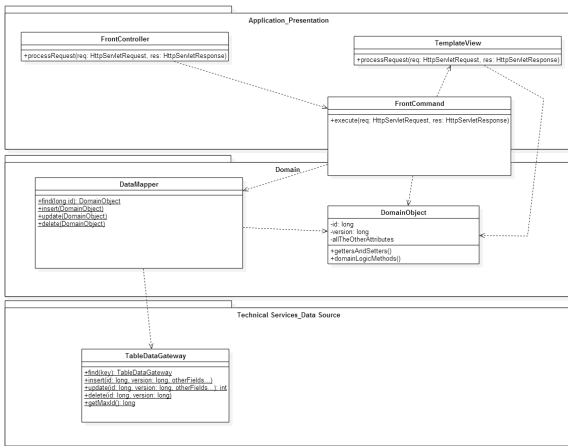 Application_Presentation
FrontController
+processRequest(req: HttpServletRequest, res: HttpServletResponse)
TemplateView
+processRequest(req: HttpServletRequest, res: HttpServletResponse)
FrontCommand
+execute(req: HttpServletRequest, res: HttpServletResponse)
Domain
DataMapper
+find(long id): DomainObject
+insert(DomainObject)
+update(DomainObject)
+delete(DomainObject)
DomainObject
-id: long
-version: long
-allTheOtherAttributes
+gettersAndSetters()
+domainLogicMethods()
Technical Services_Data Source
TableDataGateway
+find(key): TableDataGateway
+insert(id: long, version: long, otherFields...)
+update(id: long, version: long, otherFields...): int
+delete(id: long, version: long)
+getMaxId(): long